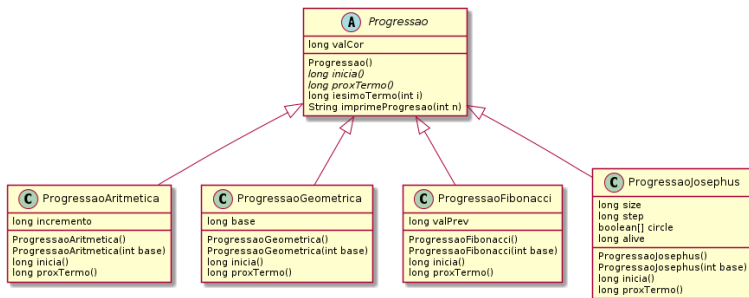 A Progressao
long valCor
Progressao()
long inicia()
long proxTermo()
long iesimoTermo(int i)
String imprimeProgresao(int n)
C ProgressaoAritmetica
long incremento
ProgressaoAritmetica()
ProgressaoAritmetica(int base)
long inicia()
long proxTermo()
C ProgressaoGeometrica
long base
ProgressaoGeometrica()
ProgressaoGeometrica(int base)
long inicia()
long proxTermo()
C ProgressaoFibonacci
long valPrev
ProgressaoFibonacci()
ProgressaoFibonacci(int base)
long inicia()
long proxTermo()
C ProgressaoJosephus
long size
long step
boolean[] circle
long alive
ProgressaoJosephus()
ProgressaoJosephus(int base)
long inicia()
long proxTermo()